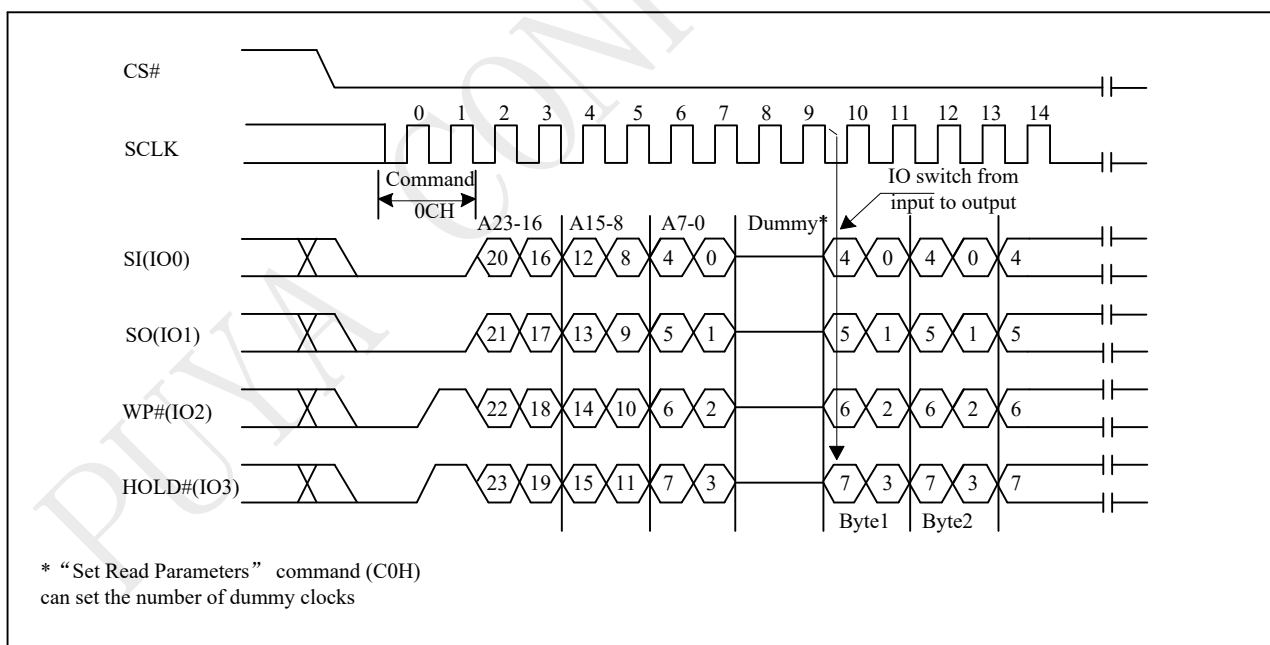 PUYA CONF
CS#
0 1 2 3 4 5 6 7 8 9 10 11 12 13 14
SCLK
Command
0CH
IO switch from
input to output
A23-16 A15-8 A7-0 Dummy*
SI(IO0) 20 16 12 8 4 0 4 0 4 0 4
SO(IO1) 21 17 13 9 5 1 5 1 5 1 5
WP#(IO2) 22 18 14 10 6 2 6 2 6 2 6
HOLD#(IO3) 23 19 15 11 7 3 7 3 7 3 7
Byte1 Byte2
* “Set Read Parameters” command (C0H)
can set the number of dummy clocks